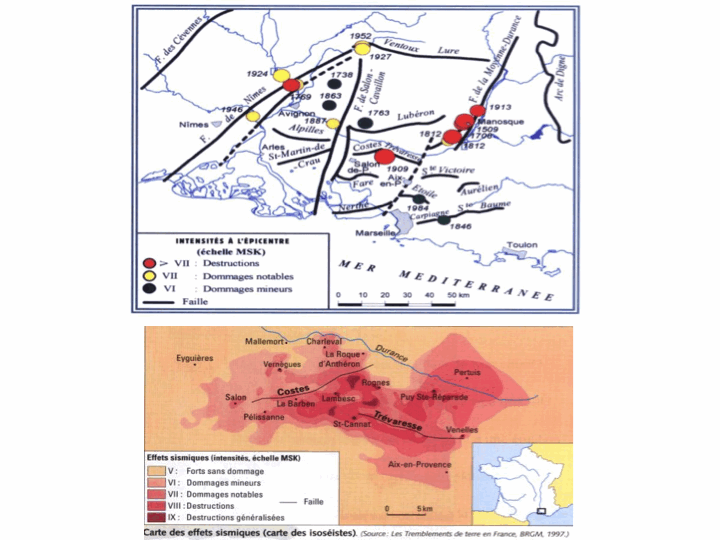 F. des Cévennes
1952
Ventoux Lure
1927
F. de la Moyenne-Durance
Arc de Digne
1924
1738
F. de Salon-
Cavaillon
1769
1863
F. de Nîmes
1946
Avignon
1887
1763
Lubéron
1913
Manosque
Nîmes
Alpilles
1812
1509
1708
1812
Arles
St-Martin-de
- Crau
Costes Trévaresse
Salon
de-P.
1909
Ste Victoire
Fare
Aix-
en-P.
Etoile
Aurélien
Nerthe
1984
Carpiagne
Ste Baume
Marseille
1846
Toulon
INTENSITÉS À L'ÉPICENTRE
(échelle MSK)
> VII : Destructions
VII : Dommages notables
VI : Dommages mineurs
Faille
MER MEDITERRANEE
0 10 20 30 40 50 km
Mallemort
Charleval
Durance
Eyguières
La Roque
d'Anthéron
Vernègues
Pertuis
Costes
Rognes
Salon
La Barben
Lambesc
Puy Ste-Réparade
Pélissanne
St-Cannat
Trévaresse
Venelles
Aix-en-Provence
Effets sismiques (intensités, échelle MSK)
V : Forts sans dommage
VI : Dommages mineurs
VII : Dommages notables
VIII : Destructions
IX : Destructions généralisées
Faille
0 5 km
Carte des effets sismiques (carte des isoséistes). (Source : Les Tremblements de terre en France, BRGM, 1997.)